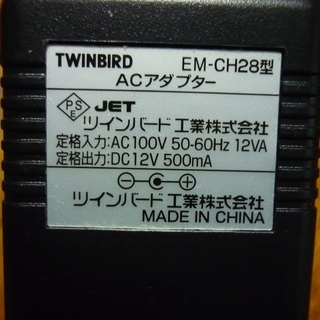 TWINBIRD EM-CH28型
ACアダプター
PSE JET
ツインバード工業株式会社
定格入力:AC100V 50-60Hz 12VA
定格出力:DC12V 500mA
ツインバード工業株式会社
MADE IN CHINA